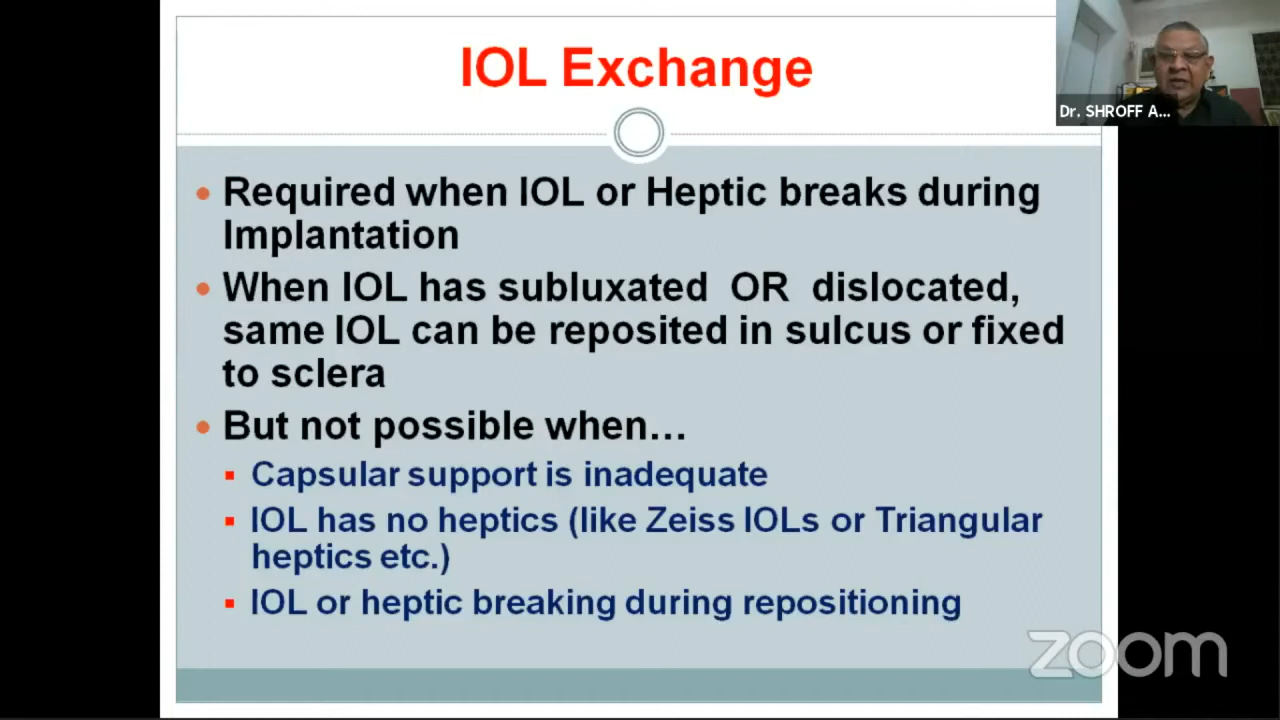 IOL Exchange
Dr. SHROFF A...
• Required when IOL or Heptic breaks during
Implantation
• When IOL has subluxated OR dislocated,
same IOL can be reposited in sulcus or fixed
to sclera
• But not possible when…
▪ Capsular support is inadequate
▪ IOL has no heptics (like Zeiss IOLs or Triangular
heptics etc.)
▪ IOL or heptic breaking during repositioning
zoom